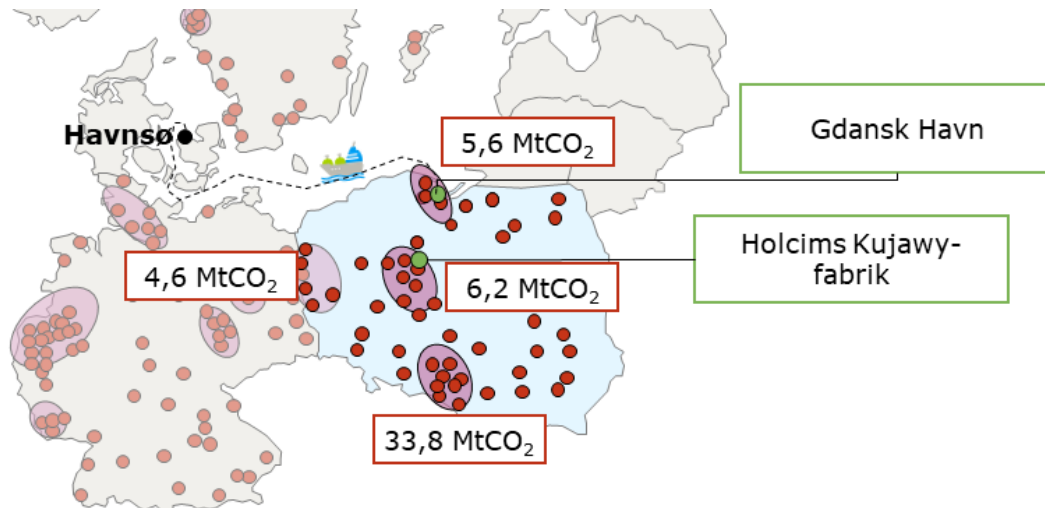 Havnsø
5,6 MtCO₂
Gdansk Havn
Holcims Kujawy-
fabrik
4,6 MtCO₂
6,2 MtCO₂
33,8 MtCO₂